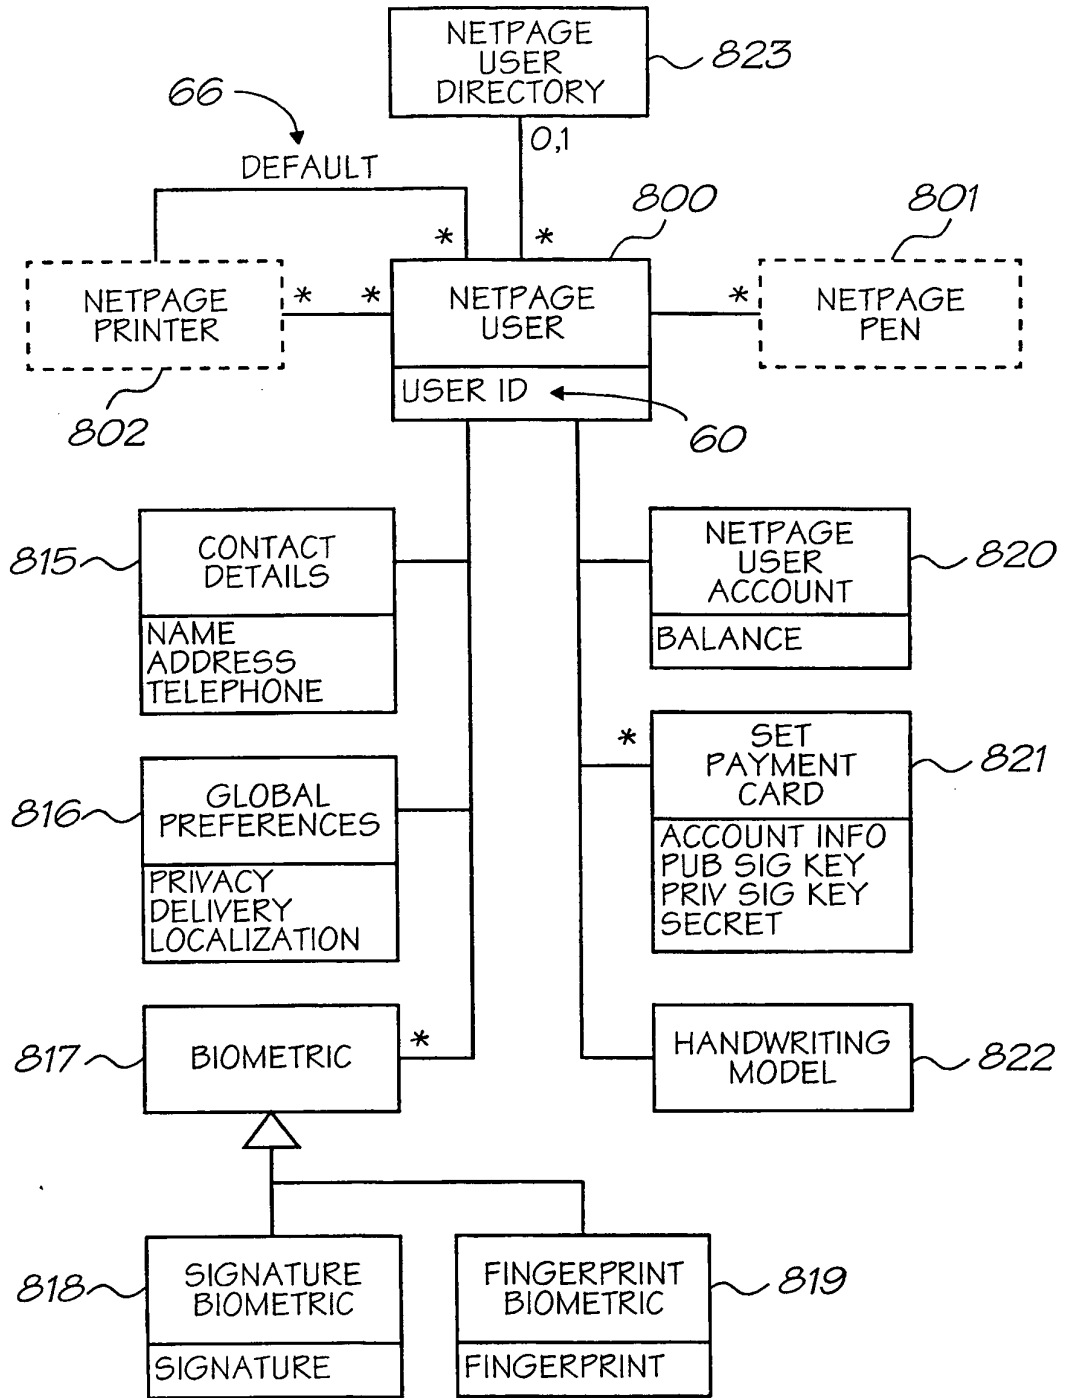 NETPAGE
USER
DIRECTORY
823
66
0,1
DEFAULT
800
801
*
*
NETPAGE
PRINTER
*
*
NETPAGE
USER
*
NETPAGE
PEN
USER ID
802
60
815
CONTACT
DETAILS
NAME
ADDRESS
TELEPHONE
NETPAGE
USER
ACCOUNT
820
BALANCE
816
GLOBAL
PREFERENCES
PRIVACY
DELIVERY
LOCALIZATION
*
SET
PAYMENT
CARD
821
ACCOUNT INFO
PUB SIG KEY
PRIV SIG KEY
SECRET
817
BIOMETRIC
*
HANDWRITING
MODEL
822
818
SIGNATURE
BIOMETRIC
SIGNATURE
FINGERPRINT
BIOMETRIC
819
FINGERPRINT